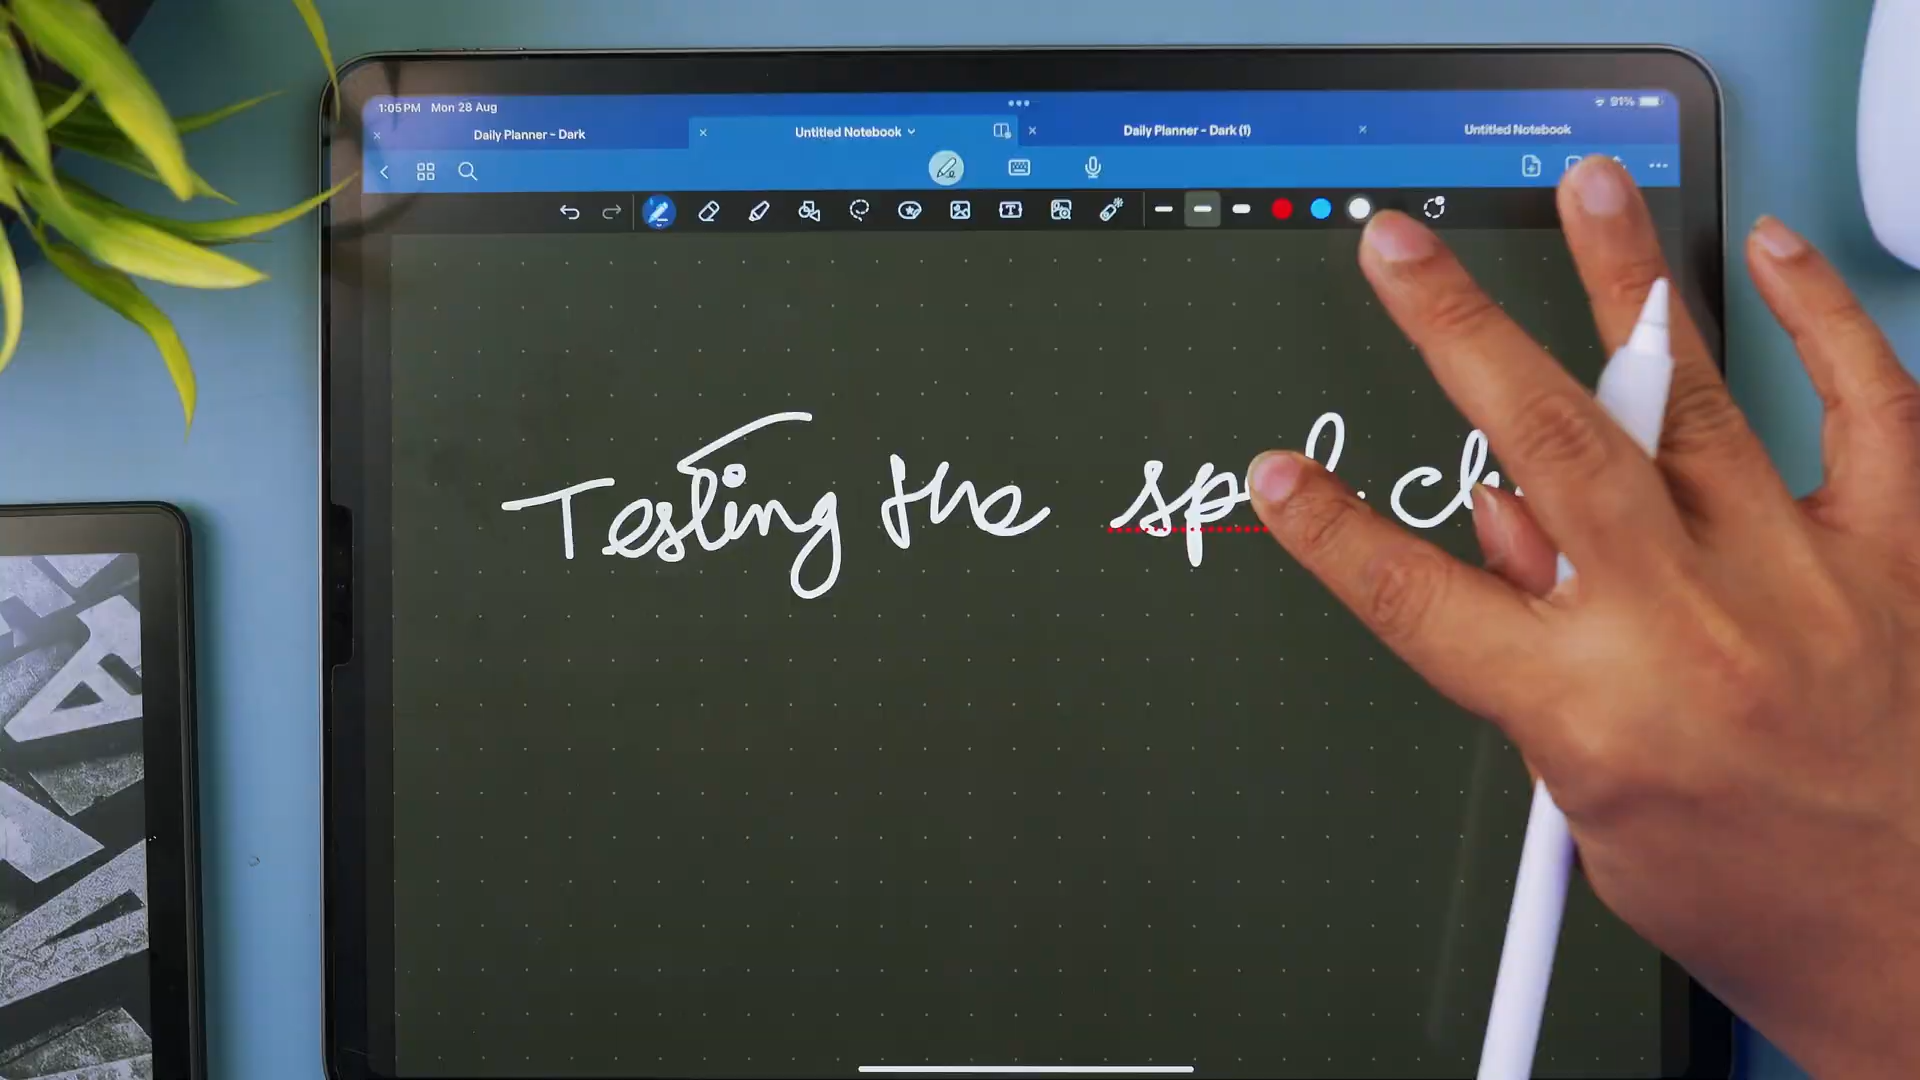 1:05 PM Mon 28 Aug
91%
Daily Planner - Dark
Untitled Notebook
Daily Planner - Dark (1)
Untitled Notebook
Testing the